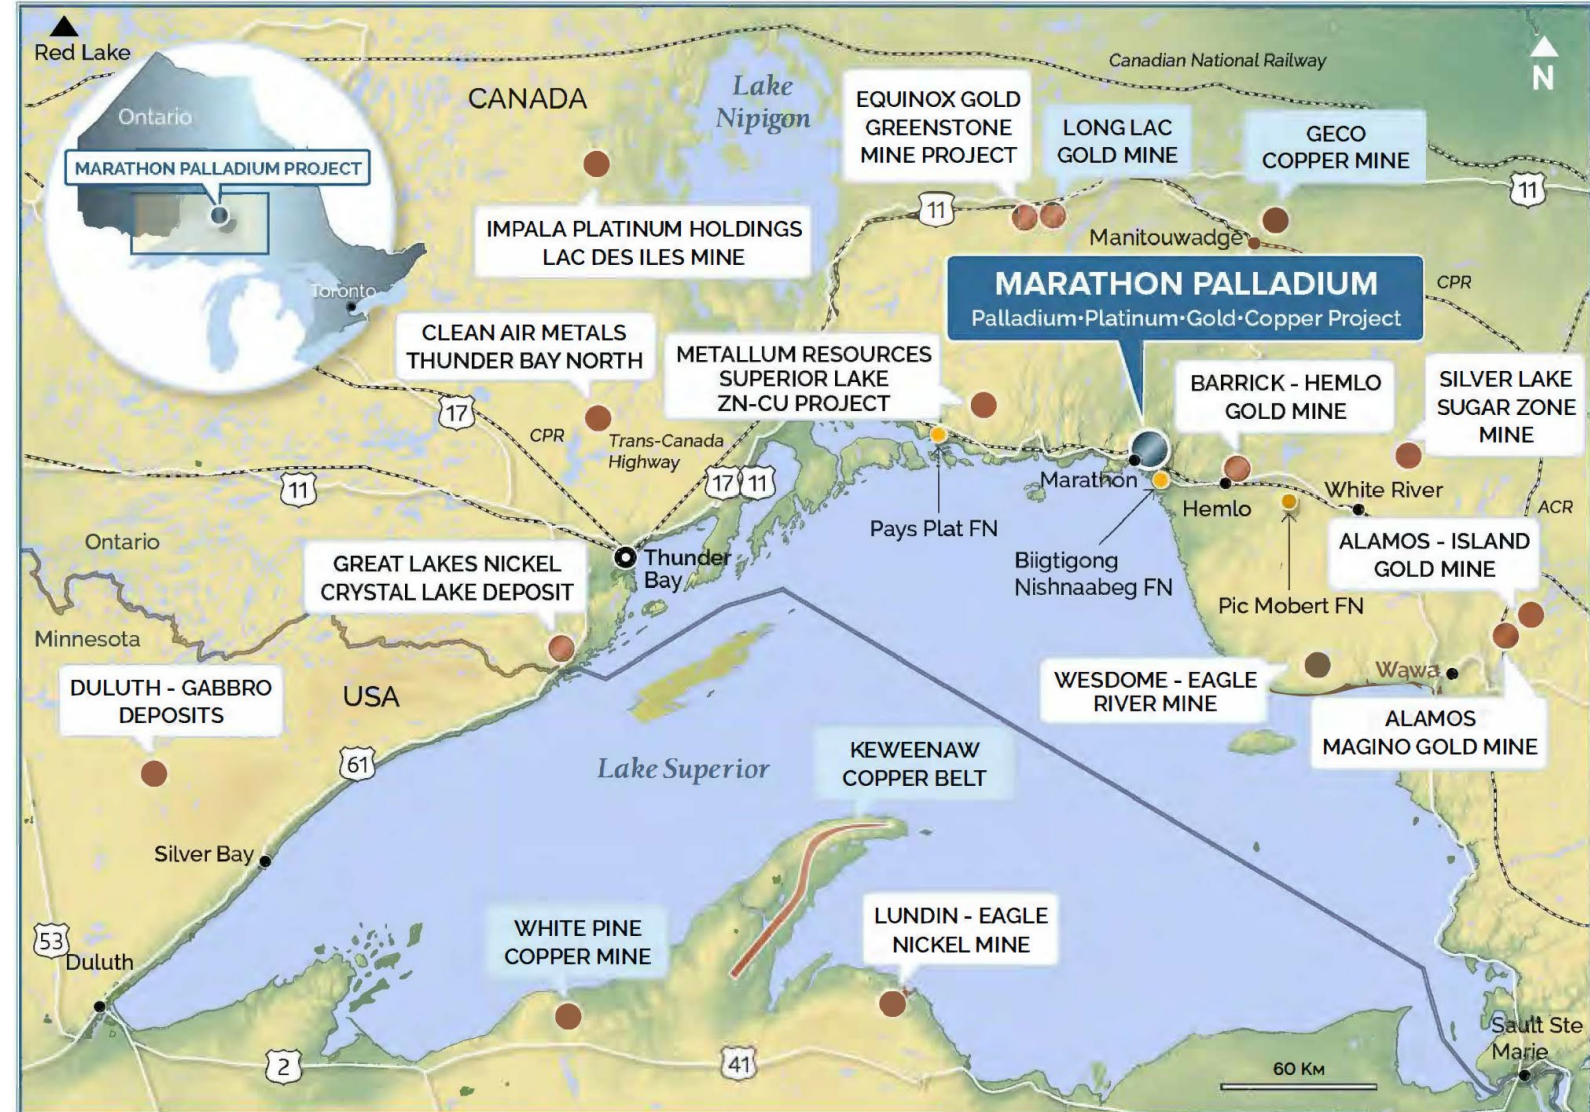 Red Lake
Ontario
MARATHON PALLADIUM PROJECT
Toronto
CANADA
Lake
Nipigon
Canadian National Railway
N
EQUINOX GOLD
GREENSTONE
MINE PROJECT
LONG LAC
GOLD MINE
GECO
COPPER MINE
11
11
IMPALA PLATINUM HOLDINGS
LAC DES ILES MINE
Manitouwadge
MARATHON PALLADIUM
Palladium•Platinum•Gold•Copper Project
CPR
CLEAN AIR METALS
THUNDER BAY NORTH
METALLUM RESOURCES
SUPERIOR LAKE
ZN-CU PROJECT
BARRICK - HEMLO
GOLD MINE
SILVER LAKE
SUGAR ZONE
MINE
17
CPR
Trans-Canada
Highway
17
11
11
Marathon
Hemlo
White River
ACR
Pays Plat FN
Biigtigong
Nishnaabeg FN
Pic Mobert FN
ALAMOS - ISLAND
GOLD MINE
Ontario
Thunder
Bay
GREAT LAKES NICKEL
CRYSTAL LAKE DEPOSIT
Minnesota
USA
DULUTH - GABBRO
DEPOSITS
WESDOME - EAGLE
RIVER MINE
Wawa
ALAMOS
MAGINO GOLD MINE
61
Lake Superior
KEWEENAW
COPPER BELT
Silver Bay
53
Duluth
WHITE PINE
COPPER MINE
LUNDIN - EAGLE
NICKEL MINE
2
41
60 KM
Sault Ste
Marie